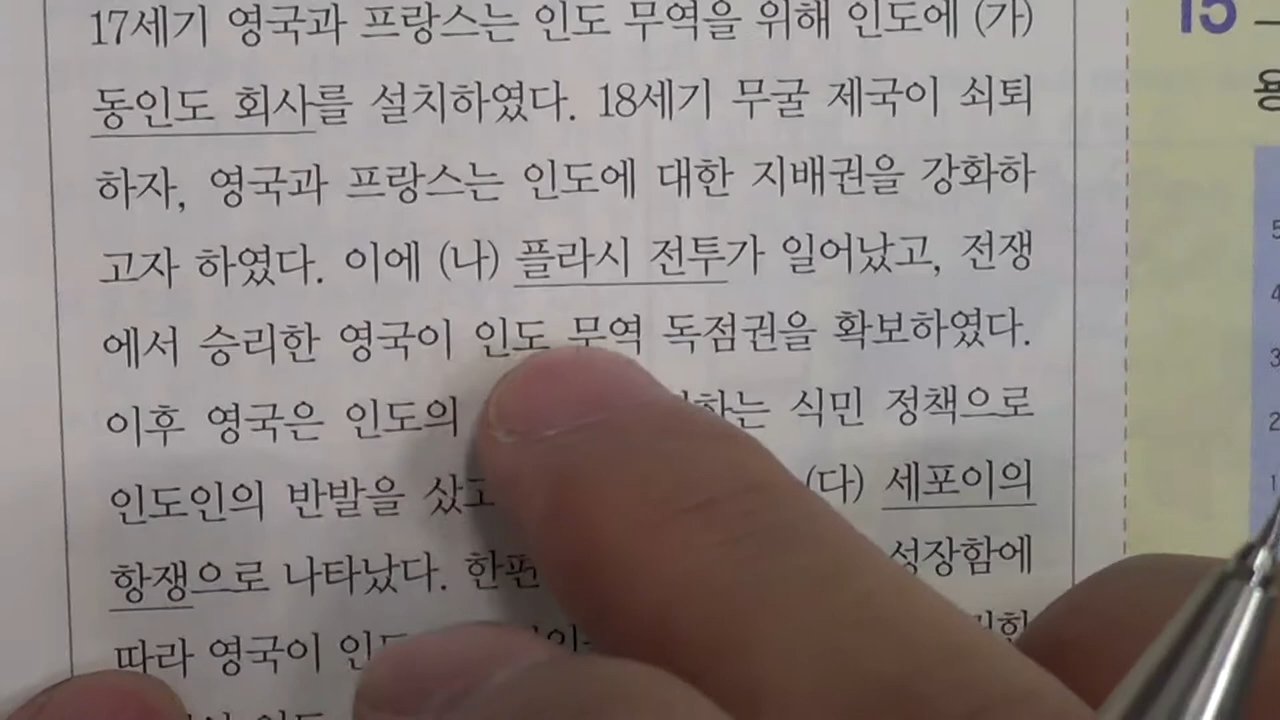 17세기 영국과 프랑스는 인도 무역을 위해 인도에 (가)
동인도 회사를 설치하였다. 18세기 무굴 제국이 쇠퇴
하자, 영국과 프랑스는 인도에 대한 지배권을 강화하
고자 하였다. 이에 (나) 플라시 전투가 일어났고, 전쟁
에서 승리한 영국이 인도 무역 독점권을 확보하였다.
이후 영국은 인도의 식민 정책으로
인도인의 반발을 샀고 (다) 세포이의
항쟁으로 나타났다. 한편 성장함에
따라 영국이
15
5
4
3
2
1